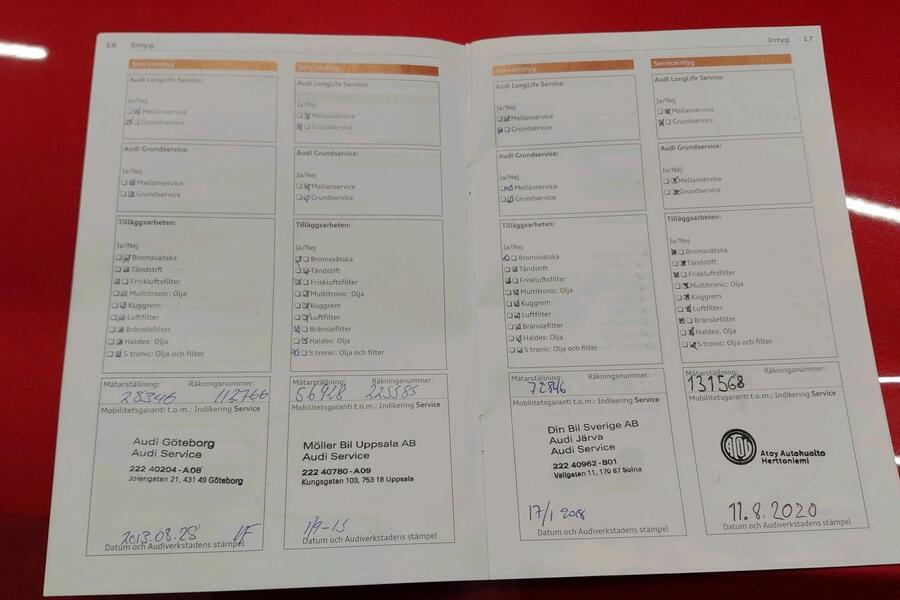 16 Intyg
Serviceintyg
Audi LongLife Service:
Ja/Nej
Mellanservice
Grundservice
Audi Grundservice:
Ja/Nej
Mellanservice
Grundservice
Tilläggsarbeten:
Ja/Nej
Bromsvätska
Tändstift
Friskluftsfilter
Multitronic: Olja
Kuggrem
Luftfilter
Bränslefilter
Haldex: Olja
S tronic: Olja och filter
Mätarställning: Räkningsnummer:
28346 112766
Mobilitetsgaranti t.o.m.: Indikering Service
Audi Göteborg
Audi Service
222 40204-A08
Jolengatan 21, 431 49 Göteborg
2013.08.28
Datum och Audiverkstadens stämpel
Serviceintyg
Audi LongLife Service:
Ja/Nej
Mellanservice
Grundservice
Audi Grundservice:
Ja/Nej
Mellanservice
Grundservice
Tilläggsarbeten:
Ja/Nej
Bromsvätska
Tändstift
Friskluftsfilter
Multitronic: Olja
Kuggrem
Luftfilter
Bränslefilter
Haldex: Olja
S tronic: Olja och filter
Mätarställning: Räkningsnummer:
56928 225585
Mobilitetsgaranti t.o.m.: Indikering Service
Möller Bil Uppsala AB
Audi Service
222 40780-A09
Kungsgatan 103, 753 18 Uppsala
1/9-15
Datum och Audiverkstadens stämpel
Intyg 17
Serviceintyg
Audi LongLife Service:
Ja/Nej
Mellanservice
Grundservice
Audi Grundservice:
Ja/Nej
Mellanservice
Grundservice
Tilläggsarbeten:
Ja/Nej
Bromsvätska
Tändstift
Friskluftsfilter
Multitronic: Olja
Kuggrem
Luftfilter
Bränslefilter
Haldex: Olja
S tronic: Olja och filter
Mätarställning: Räkningsnummer:
72846
Mobilitetsgaranti t.o.m.: Indikering Service
Din Bil Sverige AB
Audi Järva
Audi Service
222 40962-B01
Vallgatan 11, 170 67 Solna
17/1 2018
Datum och Audiverkstadens stämpel
Serviceintyg
Audi LongLife Service:
Ja/Nej
Mellanservice
Grundservice
Audi Grundservice:
Ja/Nej
Mellanservice
Grundservice
Tilläggsarbeten:
Ja/Nej
Bromsvätska
Tändstift
Friskluftsfilter
Multitronic: Olja
Kuggrem
Luftfilter
Bränslefilter
Haldex: Olja
S tronic: Olja och filter
Mätarställning: Räkningsnummer:
131568
Mobilitetsgaranti t.o.m.: Indikering Service
Atoy Autohuolto
Herttoniemi
11.8.2020
Datum och Audiverkstadens stämpel